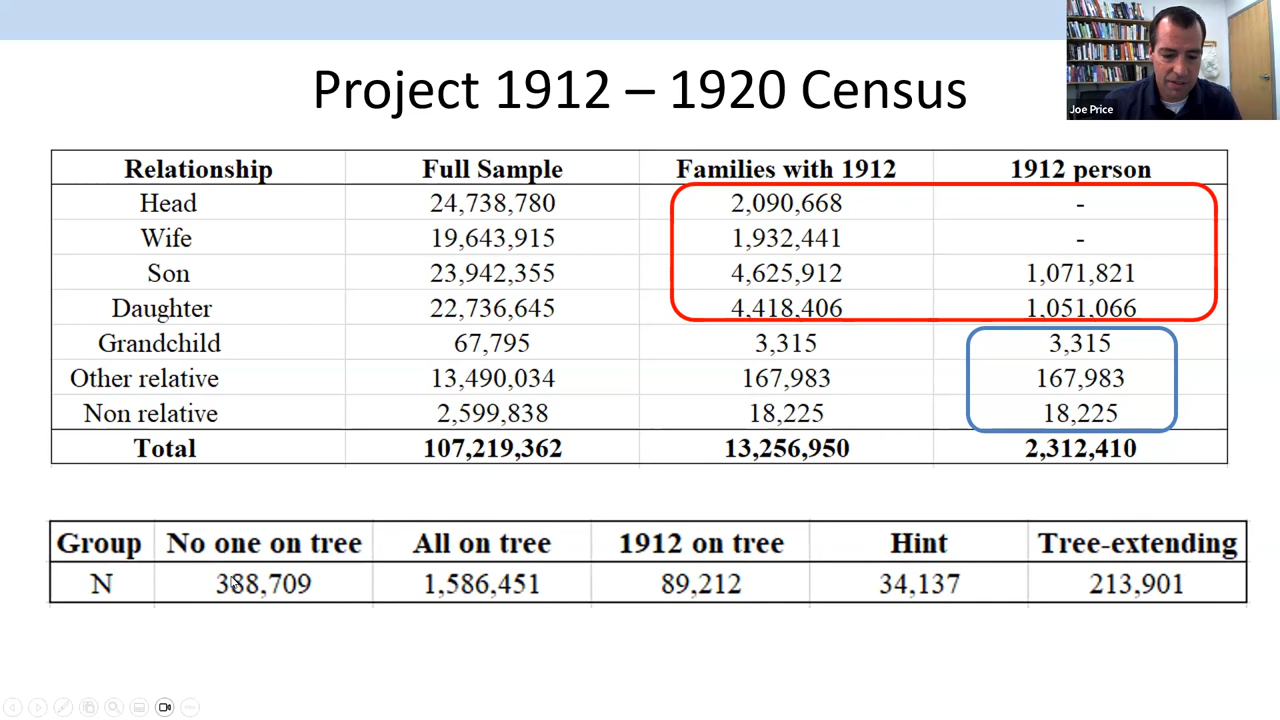 Joe Price
Project 1912 – 1920 Census
Relationship Full Sample Families with 1912 1912 person
Head 24,738,780 2,090,668 -
Wife 19,643,915 1,932,441 -
Son 23,942,355 4,625,912 1,071,821
Daughter 22,736,645 4,418,406 1,051,066
Grandchild 67,795 3,315 3,315
Other relative 13,490,034 167,983 167,983
Non relative 2,599,838 18,225 18,225
Total 107,219,362 13,256,950 2,312,410
Group No one on tree All on tree 1912 on tree Hint Tree-extending
N 388,709 1,586,451 89,212 34,137 213,901